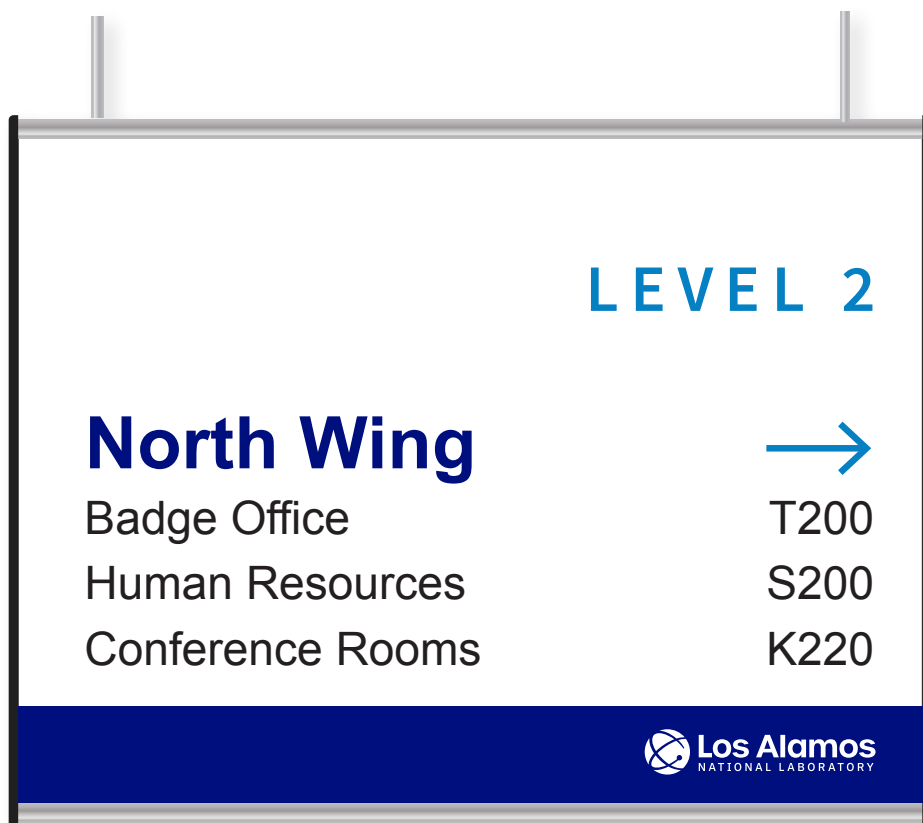 LEVEL 2
North Wing →
Badge Office T200
Human Resources S200
Conference Rooms K220
Los Alamos
NATIONAL LABORATORY